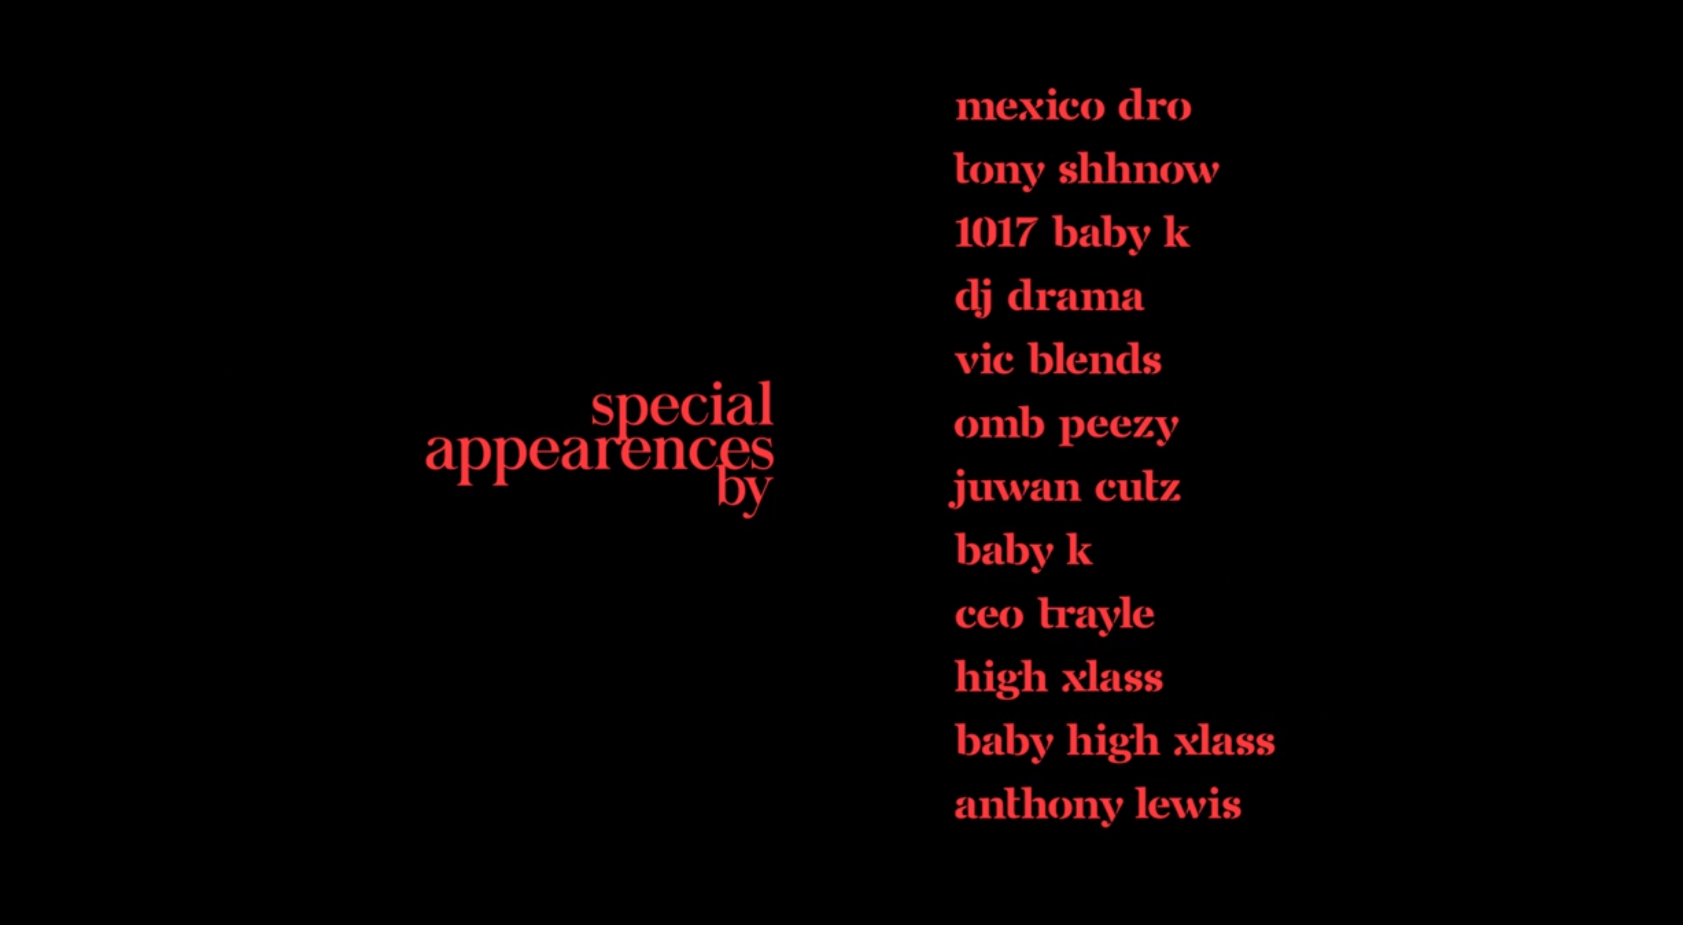 special
appearences
by
mexico dro
tony shhnow
1017 baby k
dj drama
vic blends
omb peezy
juwan cutz
baby k
ceo trayle
high xlass
baby high xlass
anthony lewis